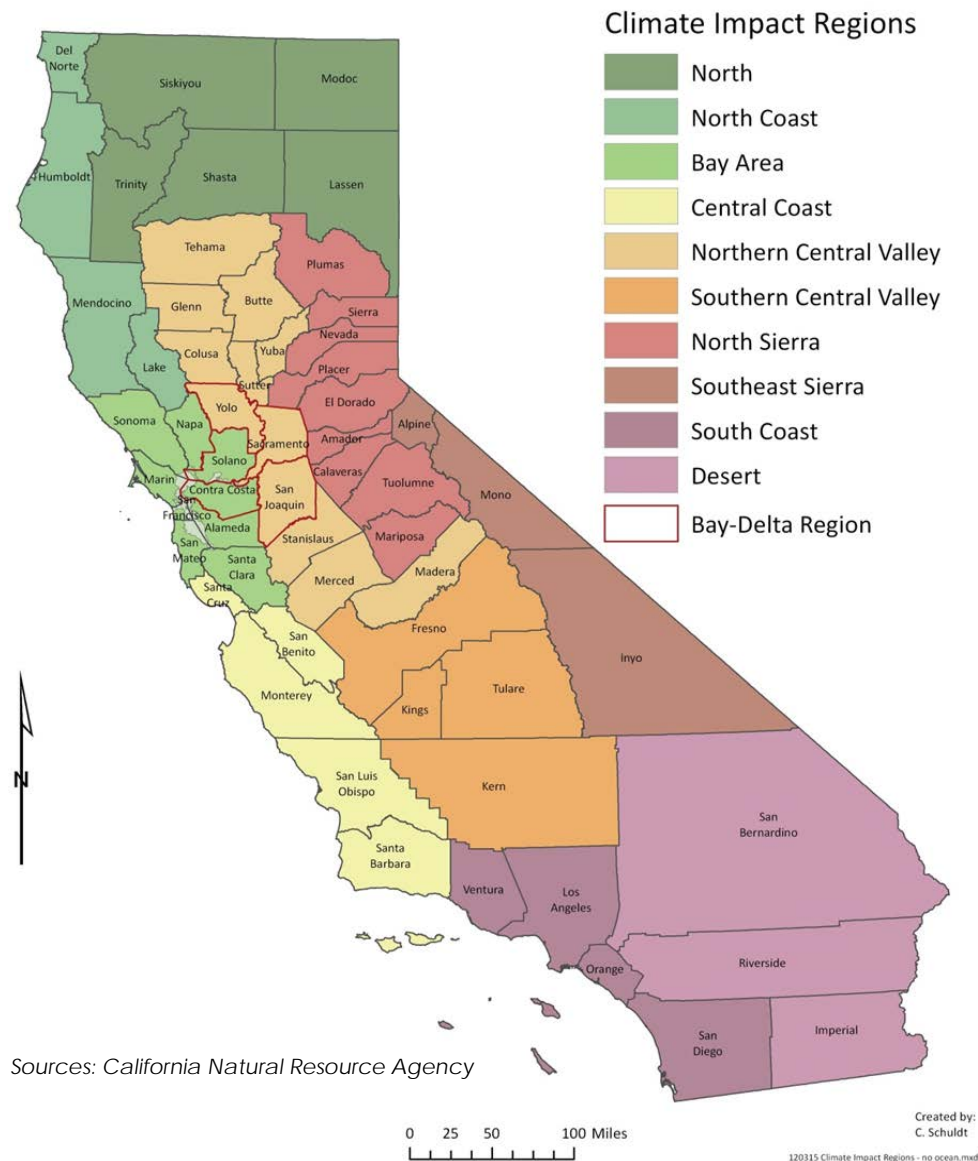 Climate Impact Regions
North
North Coast
Bay Area
Central Coast
Northern Central Valley
Southern Central Valley
North Sierra
Southeast Sierra
South Coast
Desert
Bay-Delta Region
Del
Norte
Siskiyou
Modoc
Humboldt
Trinity
Shasta
Lassen
Tehama
Plumas
Mendocino
Glenn
Butte
Sierra
Nevada
Colusa
Yuba
Lake
Placer
Sutter
El Dorado
Sonoma
Napa
Yolo
Alpine
Sacramento
Amador
Solano
Marin
Calaveras
Tuolumne
Contra Costa
San
Joaquin
Mono
San
Francisco
Alameda
Stanislaus
Mariposa
San
Mateo
Santa
Clara
Merced
Madera
Santa
Cruz
San
Benito
Fresno
Inyo
Monterey
Kings
Tulare
San Luis
Obispo
Kern
San
Bernardino
Santa
Barbara
Ventura
Los
Angeles
Orange
Riverside
San
Diego
Imperial
N
Sources: California Natural Resource Agency
0 25 50 100 Miles
Created by:
C. Schuldt
120315 Climate Impact Regions - no ocean.mxd